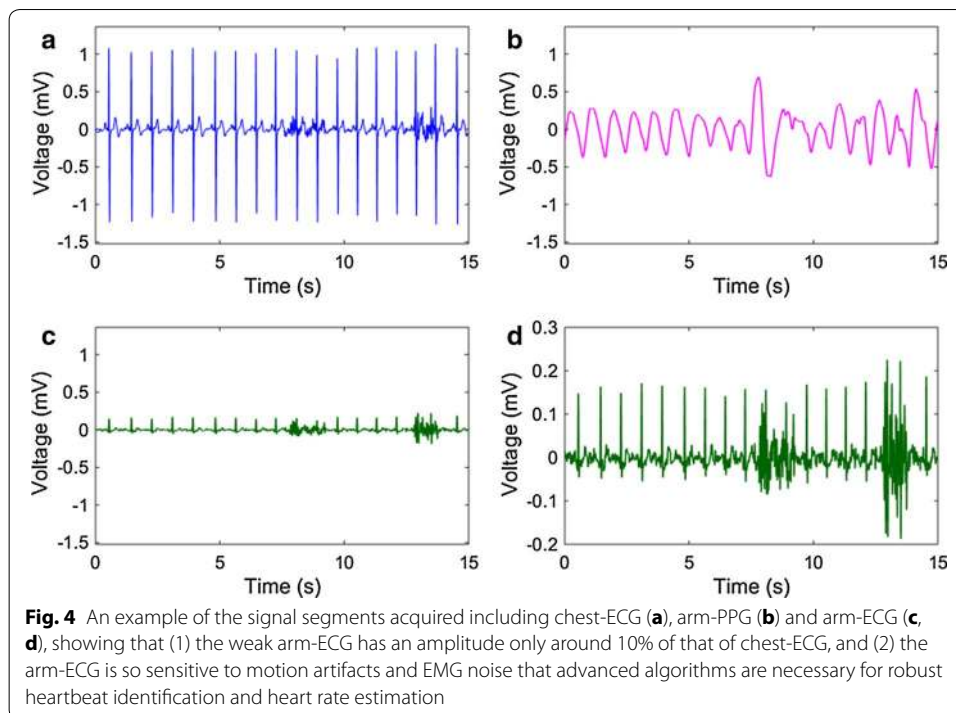 a
b
Voltage (mV)
1
0.5
0
-0.5
-1
-1.5
0
5
10
15
Time (s)
Voltage (mV)
1
0.5
0
-0.5
-1
-1.5
0
5
10
15
Time (s)
c
d
Voltage (mV)
1
0.5
0
-0.5
-1
-1.5
0
5
10
15
Time (s)
Voltage (mV)
0.3
0.2
0.1
0
-0.1
-0.2
0
5
10
15
Time (s)
Fig. 4 An example of the signal segments acquired including chest-ECG (a), arm-PPG (b) and arm-ECG (c,
d), showing that (1) the weak arm-ECG has an amplitude only around 10% of that of chest-ECG, and (2) the
arm-ECG is so sensitive to motion artifacts and EMG noise that advanced algorithms are necessary for robust
heartbeat identification and heart rate estimation